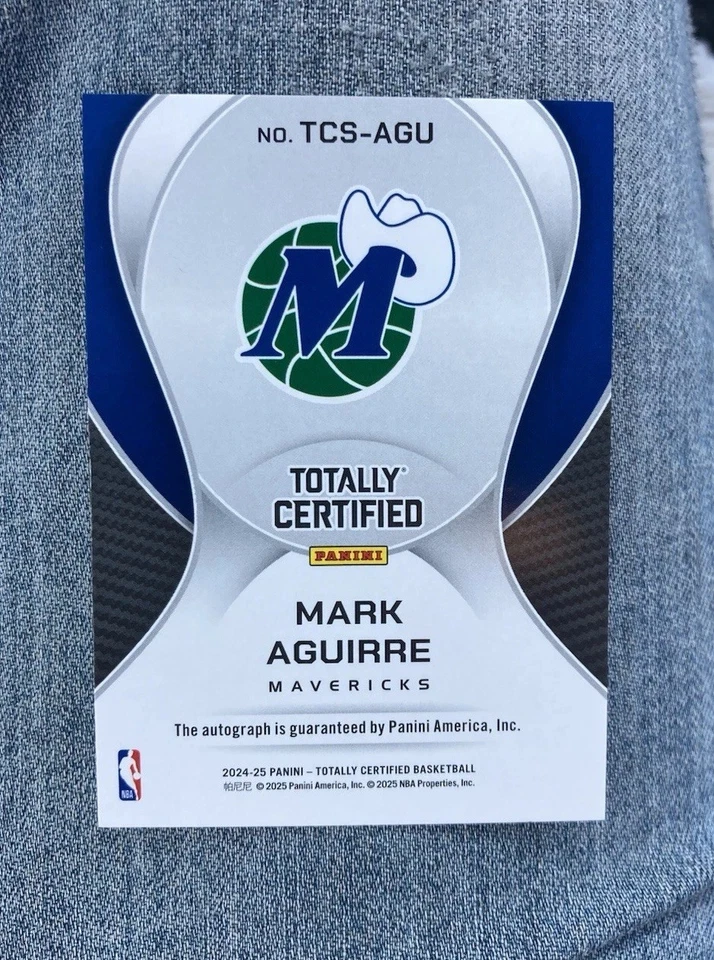 NO. TCS-AGU
M
TOTALLY®
CERTIFIED
PANINI
MARK
AGUIRRE
MAVERICKS
The autograph is guaranteed by Panini America, Inc.
2024-25 PANINI – TOTALLY CERTIFIED BASKETBALL
帕尼尼 © 2025 Panini America, Inc. © 2025 NBA Properties, Inc.
NBA